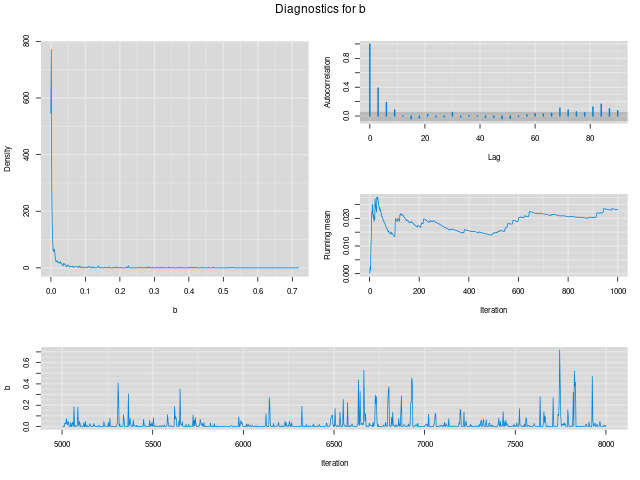 Diagnostics for b
Density
0 200 400 600 800
0.0 0.1 0.2 0.3 0.4 0.5 0.6 0.7
b
Autocorrelation
0.0 0.4 0.8
0 20 40 60 80
Lag
Running mean
0.000 0.010 0.020
0 200 400 600 800 1000
Iteration
b
0.0 0.2 0.4 0.6
5000 5500 6000 6500 7000 7500 8000
Iteration